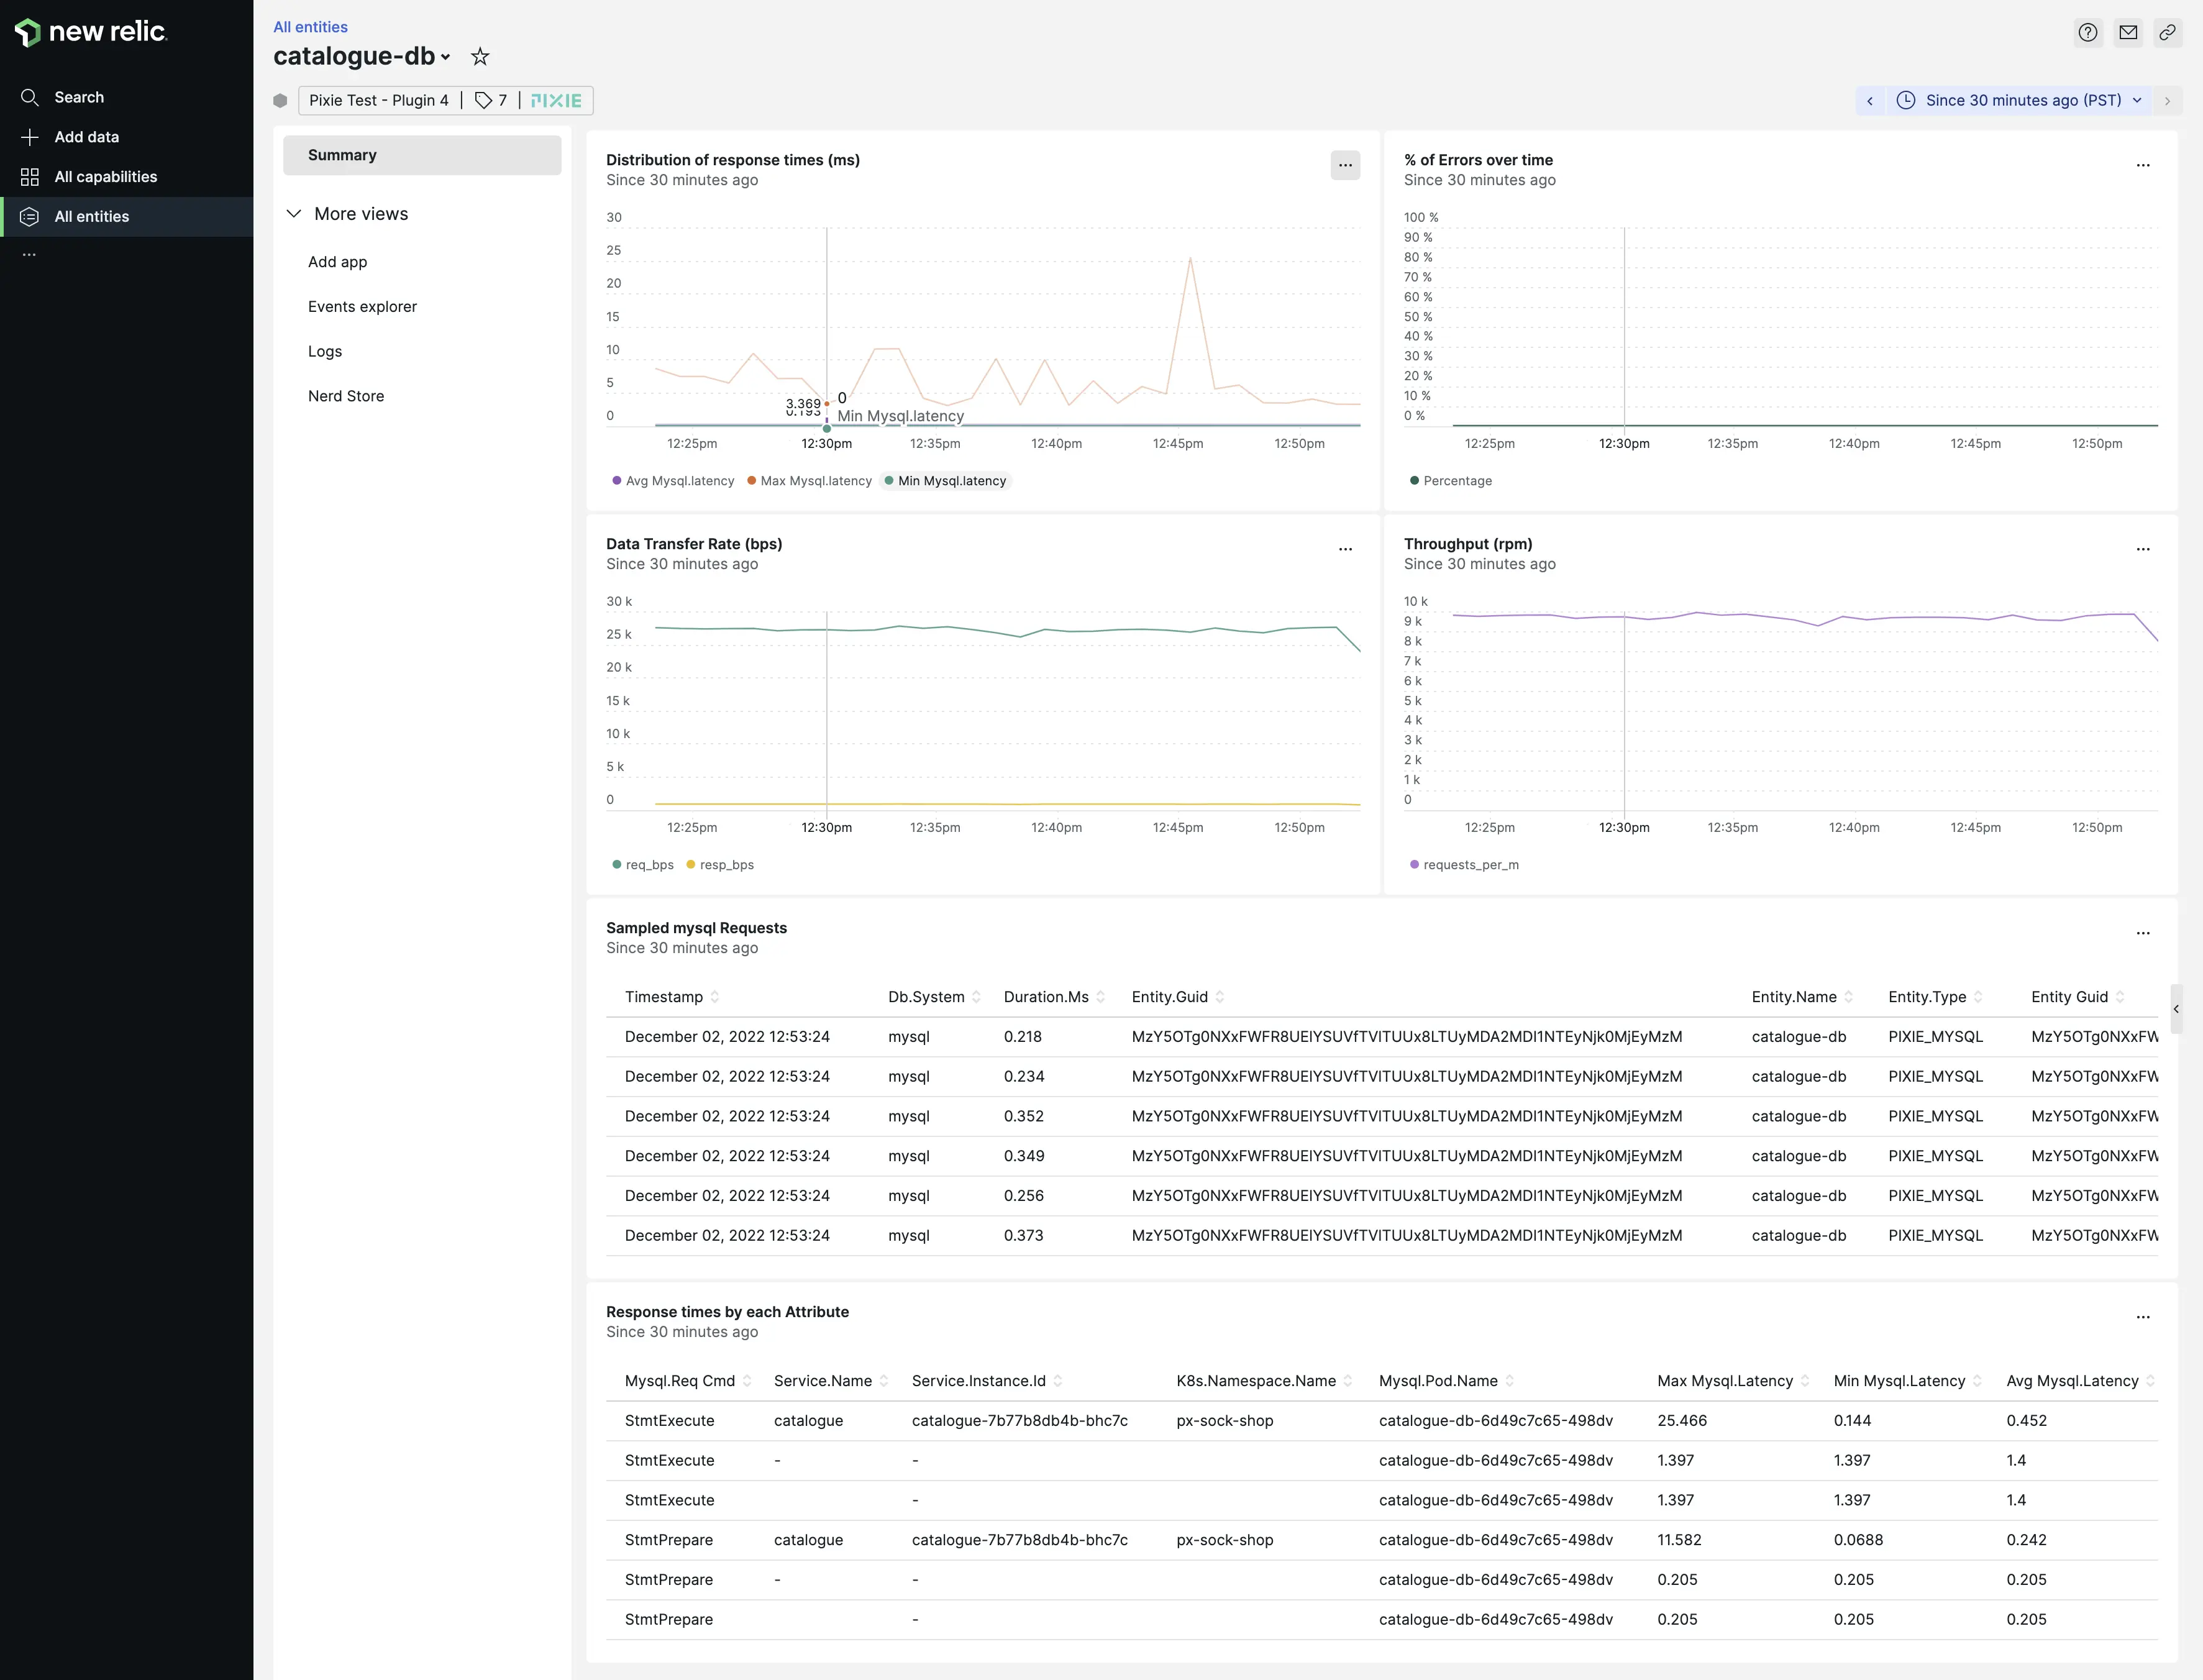 new relic.
Search
Add data
All capabilities
All entities
...
All entities
catalogue-db
Pixie Test - Plugin 4 | 7 | PIXIE
Since 30 minutes ago (PST)
Summary
More views
Add app
Events explorer
Logs
Nerd Store
Distribution of response times (ms)
Since 30 minutes ago
30
25
20
15
10
5
0
3.369
0.193
0
Min Mysql.latency
12:25pm 12:30pm 12:35pm 12:40pm 12:45pm 12:50pm
Avg Mysql.latency Max Mysql.latency Min Mysql.latency
% of Errors over time
Since 30 minutes ago
100 %
90 %
80 %
70 %
60 %
50 %
40 %
30 %
20 %
10 %
0 %
12:25pm 12:30pm 12:35pm 12:40pm 12:45pm 12:50pm
Percentage
Data Transfer Rate (bps)
Since 30 minutes ago
30 k
25 k
20 k
15 k
10 k
5 k
0
12:25pm 12:30pm 12:35pm 12:40pm 12:45pm 12:50pm
req_bps resp_bps
Throughput (rpm)
Since 30 minutes ago
10 k
9 k
8 k
7 k
6 k
5 k
4 k
3 k
2 k
1 k
0
12:25pm 12:30pm 12:35pm 12:40pm 12:45pm 12:50pm
requests_per_m
Sampled mysql Requests
Since 30 minutes ago
Timestamp Db.System Duration.Ms Entity.Guid Entity.Name Entity.Type Entity Guid
December 02, 2022 12:53:24 mysql 0.218 MzY5OTg0NXxFWFR8UElYSUVfTVlTUUx8LTUyMDA2MDI1NTEyNjk0MjEyMzM catalogue-db PIXIE_MYSQL MzY5OTg0NXxFW
December 02, 2022 12:53:24 mysql 0.234 MzY5OTg0NXxFWFR8UElYSUVfTVlTUUx8LTUyMDA2MDI1NTEyNjk0MjEyMzM catalogue-db PIXIE_MYSQL MzY5OTg0NXxFW
December 02, 2022 12:53:24 mysql 0.352 MzY5OTg0NXxFWFR8UElYSUVfTVlTUUx8LTUyMDA2MDI1NTEyNjk0MjEyMzM catalogue-db PIXIE_MYSQL MzY5OTg0NXxFW
December 02, 2022 12:53:24 mysql 0.349 MzY5OTg0NXxFWFR8UElYSUVfTVlTUUx8LTUyMDA2MDI1NTEyNjk0MjEyMzM catalogue-db PIXIE_MYSQL MzY5OTg0NXxFW
December 02, 2022 12:53:24 mysql 0.256 MzY5OTg0NXxFWFR8UElYSUVfTVlTUUx8LTUyMDA2MDI1NTEyNjk0MjEyMzM catalogue-db PIXIE_MYSQL MzY5OTg0NXxFW
December 02, 2022 12:53:24 mysql 0.373 MzY5OTg0NXxFWFR8UElYSUVfTVlTUUx8LTUyMDA2MDI1NTEyNjk0MjEyMzM catalogue-db PIXIE_MYSQL MzY5OTg0NXxFW
Response times by each Attribute
Since 30 minutes ago
Mysql.Req Cmd Service.Name Service.Instance.Id K8s.Namespace.Name Mysql.Pod.Name Max Mysql.Latency Min Mysql.Latency Avg Mysql.Latency
StmtExecute catalogue catalogue-7b77b8db4b-bhc7c px-sock-shop catalogue-db-6d49c7c65-498dv 25.466 0.144 0.452
StmtExecute - - catalogue-db-6d49c7c65-498dv 1.397 1.397 1.4
StmtExecute - catalogue-db-6d49c7c65-498dv 1.397 1.397 1.4
StmtPrepare catalogue catalogue-7b77b8db4b-bhc7c px-sock-shop catalogue-db-6d49c7c65-498dv 11.582 0.0688 0.242
StmtPrepare - - catalogue-db-6d49c7c65-498dv 0.205 0.205 0.205
StmtPrepare - catalogue-db-6d49c7c65-498dv 0.205 0.205 0.205